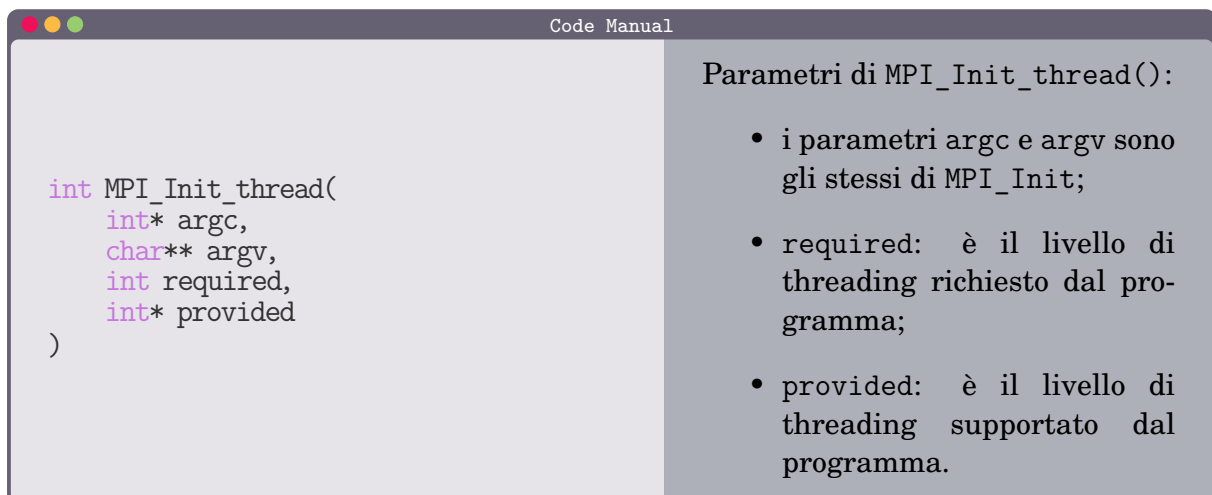 Code Manual
int MPI_Init_thread(
    int* argc,
    char** argv,
    int required,
    int* provided
)
Parametri di MPI_Init_thread():
• i parametri argc e argv sono
gli stessi di MPI_Init;
• required: è il livello di
threading richiesto dal pro-
gramma;
• provided: è il livello di
threading supportato dal
programma.